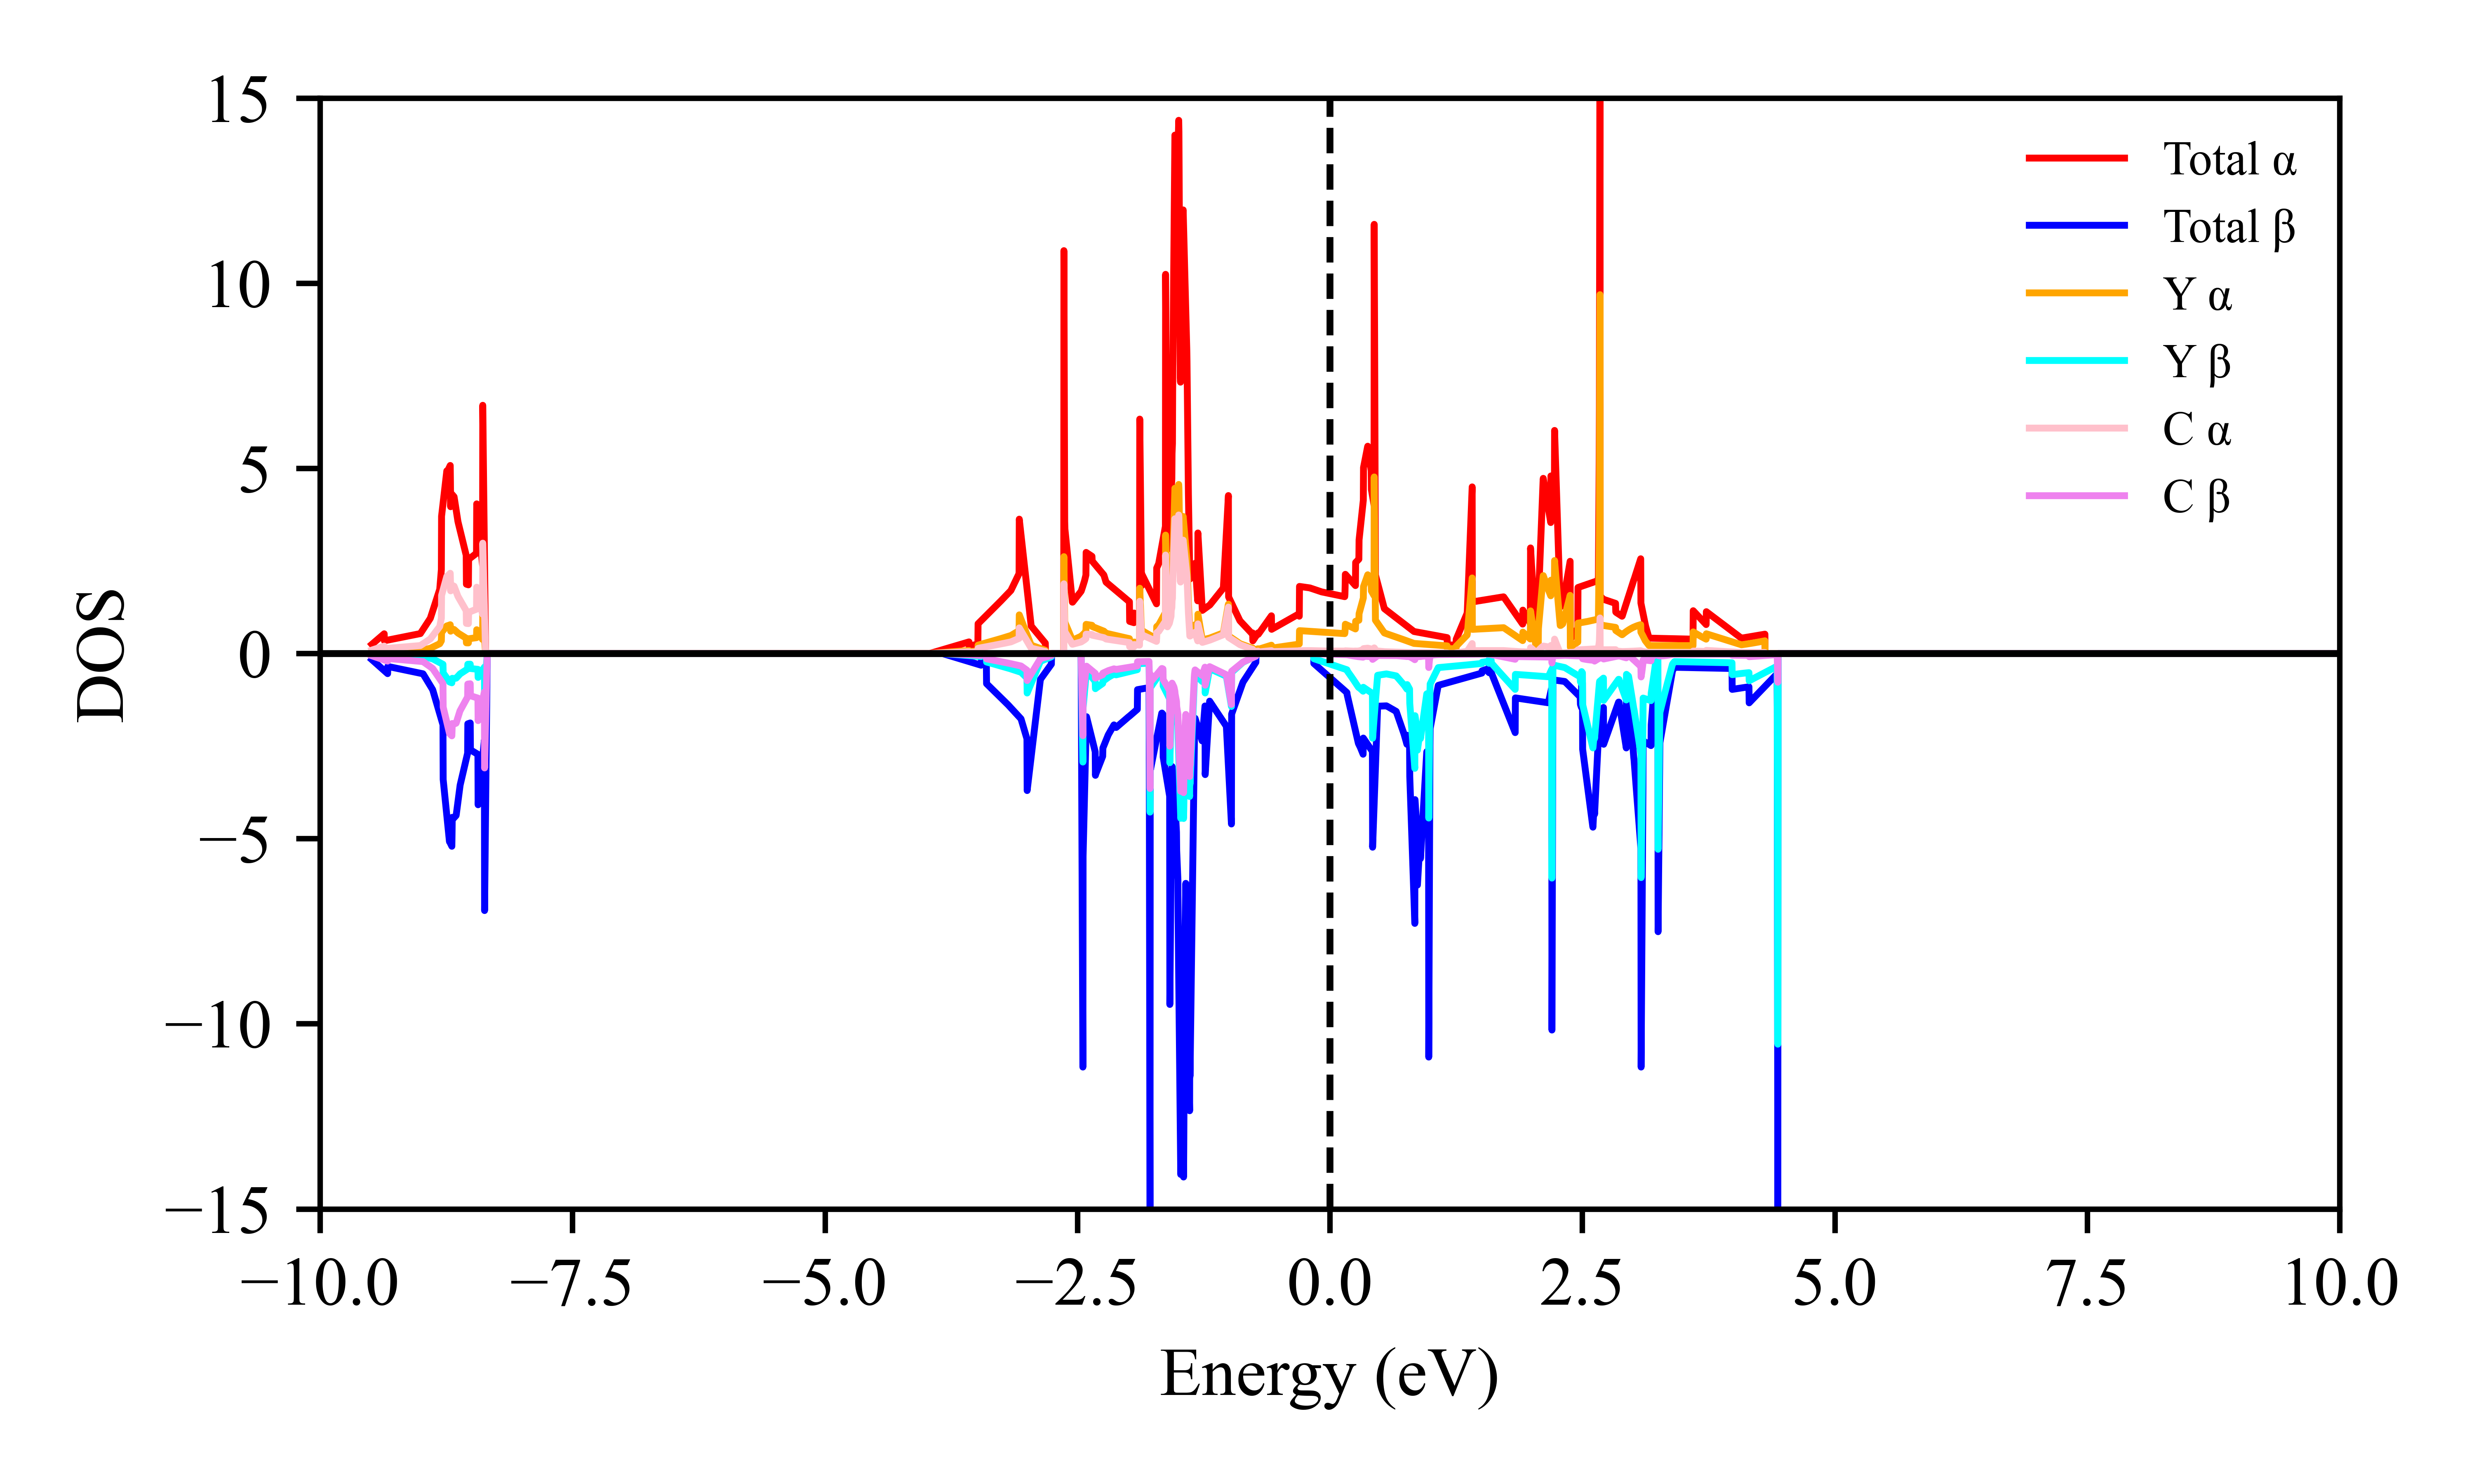 15
10
5
0
−5
−10
−15
DOS
−10.0 −7.5 −5.0 −2.5 0.0 2.5 5.0 7.5 10.0
Energy (eV)
Total α
Total β
Y α
Y β
C α
C β